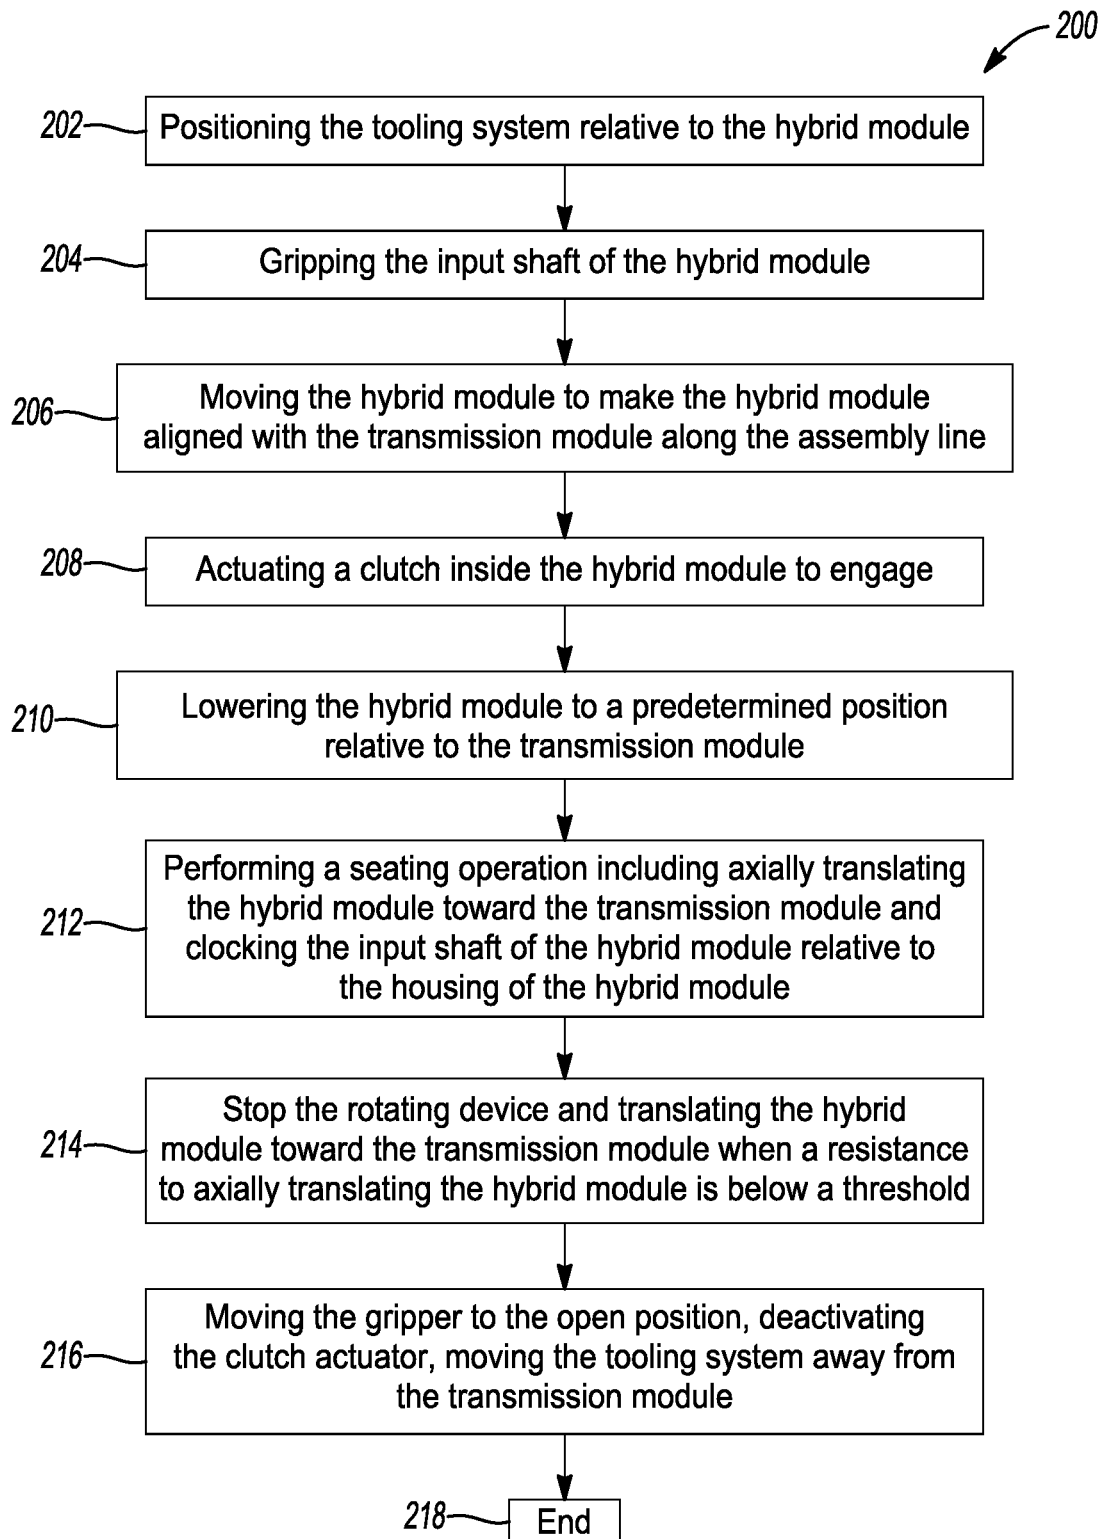 200
202
Positioning the tooling system relative to the hybrid module
204
Gripping the input shaft of the hybrid module
206
Moving the hybrid module to make the hybrid module
aligned with the transmission module along the assembly line
208
Actuating a clutch inside the hybrid module to engage
210
Lowering the hybrid module to a predetermined position
relative to the transmission module
212
Performing a seating operation including axially translating
the hybrid module toward the transmission module and
clocking the input shaft of the hybrid module relative to
the housing of the hybrid module
214
Stop the rotating device and translating the hybrid
module toward the transmission module when a resistance
to axially translating the hybrid module is below a threshold
216
Moving the gripper to the open position, deactivating
the clutch actuator, moving the tooling system away from
the transmission module
218
End